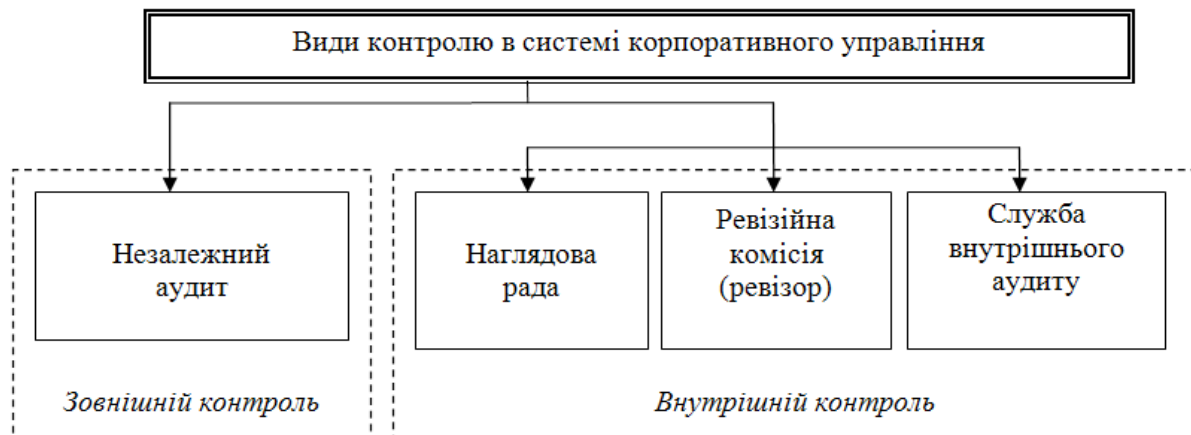 Види контролю в системі корпоративного управління
Незалежний
аудит
Наглядова
рада
Ревізійна
комісія
(ревізор)
Служба
внутрішнього
аудиту
Зовнішній контроль
Внутрішній контроль